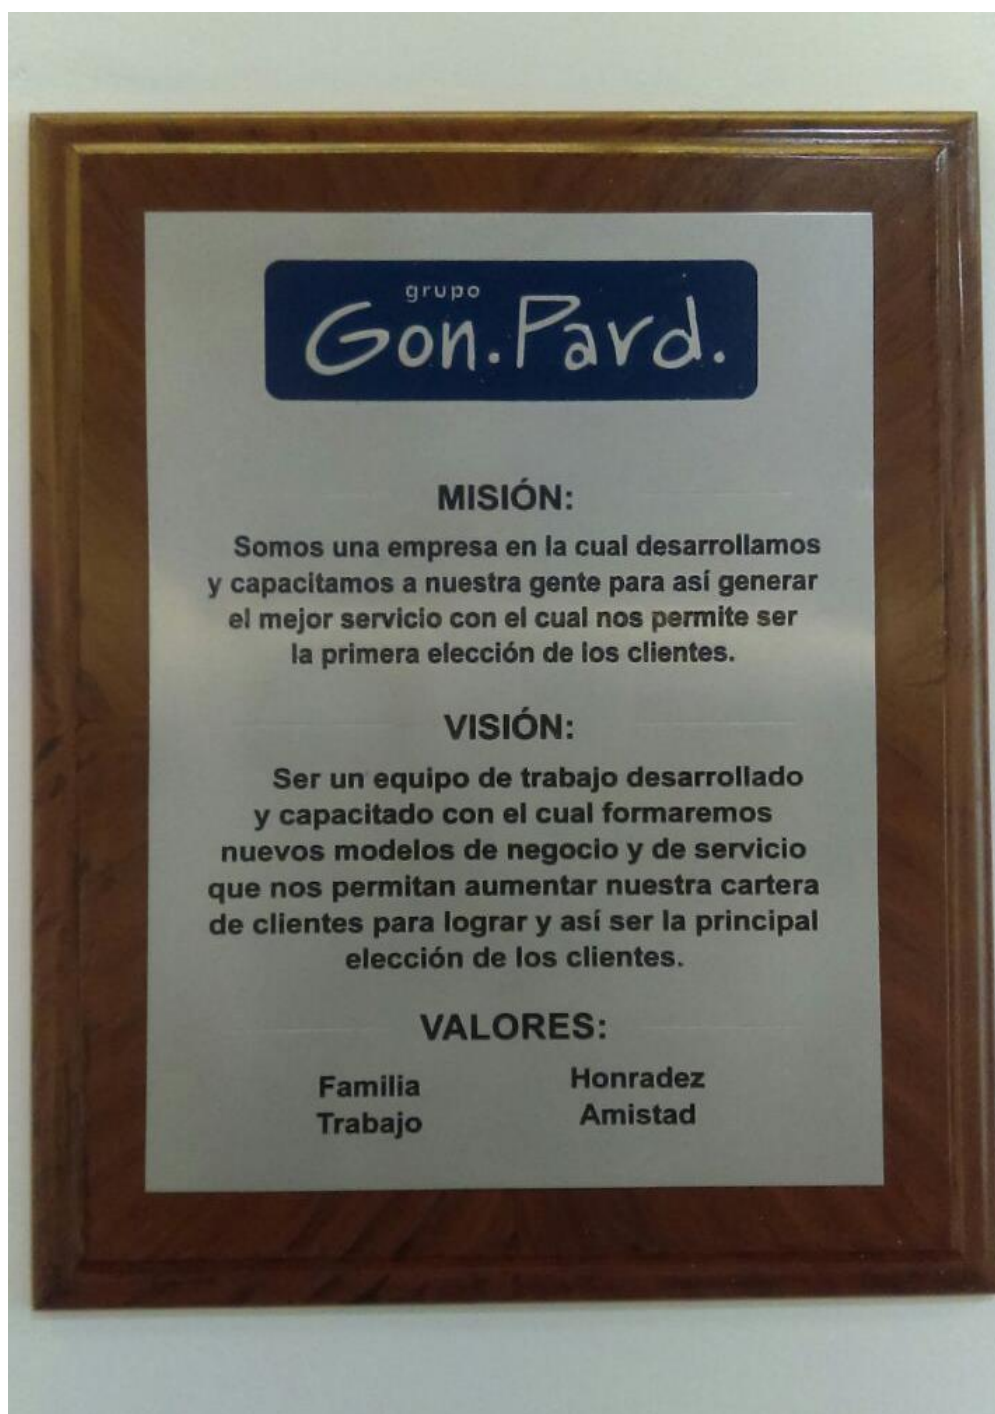 grupo
Gon.Pard.
MISIÓN:
Somos una empresa en la cual desarrollamos
y capacitamos a nuestra gente para así generar
el mejor servicio con el cual nos permite ser
la primera elección de los clientes.
VISIÓN:
Ser un equipo de trabajo desarrollado
y capacitado con el cual formaremos
nuevos modelos de negocio y de servicio
que nos permitan aumentar nuestra cartera
de clientes para lograr y así ser la principal
elección de los clientes.
VALORES:
Familia Honradez
Trabajo Amistad